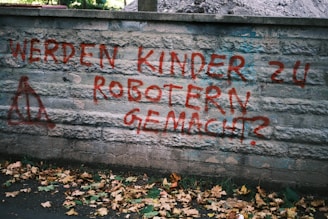 WERDEN KINDER ZU
ROBOTERN
GEMACHT?